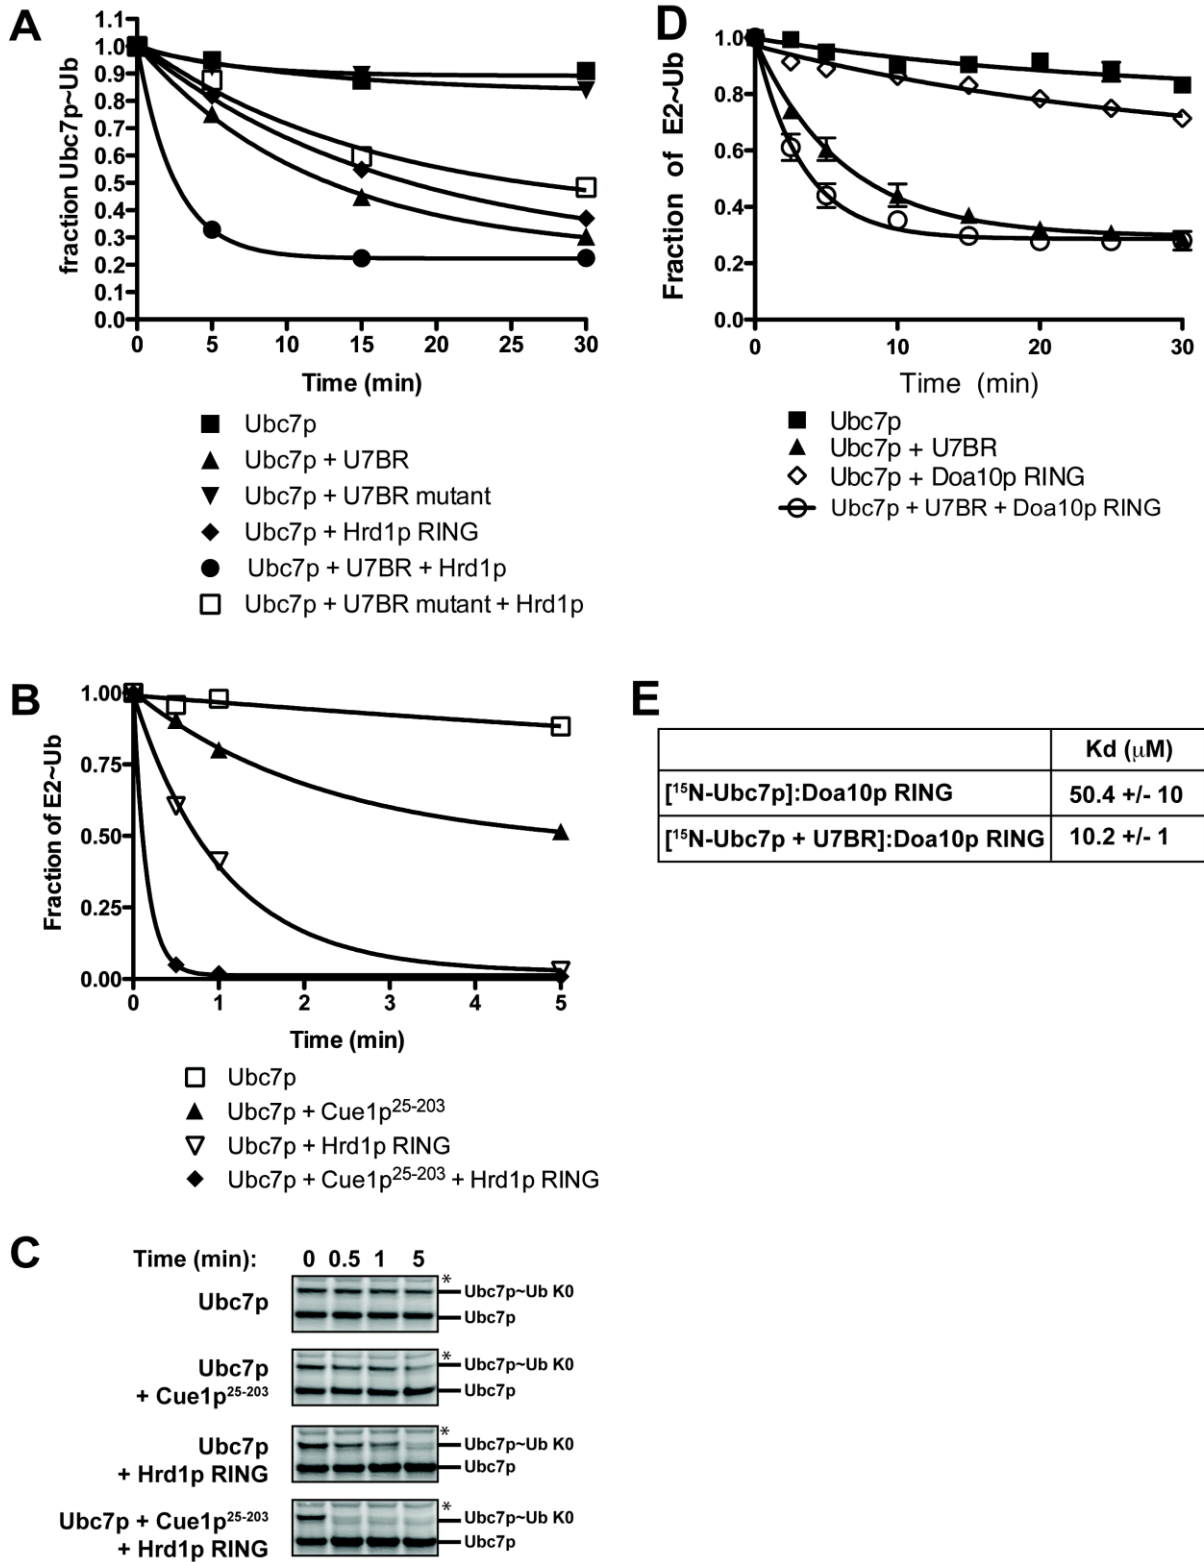 A
fraction Ubc7p~Ub
1.1
1.0
0.9
0.8
0.7
0.6
0.5
0.4
0.3
0.2
0.1
0.0
0 5 10 15 20 25 30
Time (min)
Ubc7p
Ubc7p + U7BR
Ubc7p + U7BR mutant
Ubc7p + Hrd1p RING
Ubc7p + U7BR + Hrd1p
Ubc7p + U7BR mutant + Hrd1p
D
Fraction of E2~Ub
1.0
0.8
0.6
0.4
0.2
0.0
0 10 20 30
Time (min)
Ubc7p
Ubc7p + U7BR
Ubc7p + Doa10p RING
Ubc7p + U7BR + Doa10p RING
B
Fraction of E2~Ub
1.00
0.75
0.50
0.25
0.00
0 1 2 3 4 5
Time (min)
Ubc7p
Ubc7p + Cue1p25-203
Ubc7p + Hrd1p RING
Ubc7p + Cue1p25-203 + Hrd1p RING
E
Kd (μM)
[15N-Ubc7p]:Doa10p RING 50.4 +/- 10
[15N-Ubc7p + U7BR]:Doa10p RING 10.2 +/- 1
C
Time (min): 0 0.5 1 5
Ubc7p
*
Ubc7p~Ub K0
Ubc7p
Ubc7p
+ Cue1p25-203
*
Ubc7p~Ub K0
Ubc7p
Ubc7p
+ Hrd1p RING
*
Ubc7p~Ub K0
Ubc7p
Ubc7p + Cue1p25-203
+ Hrd1p RING
*
Ubc7p~Ub K0
Ubc7p